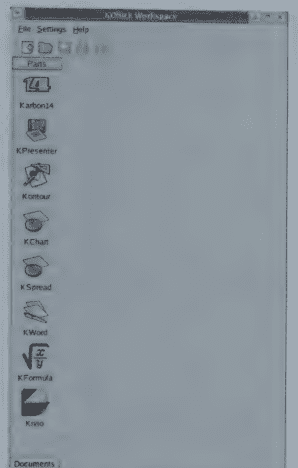 KOffice Workspace
File Settings Help
Parts
Karbon14
KPresenter
Kontour
KChart
KSpread
KWord
KFormula
Kivio
Documents